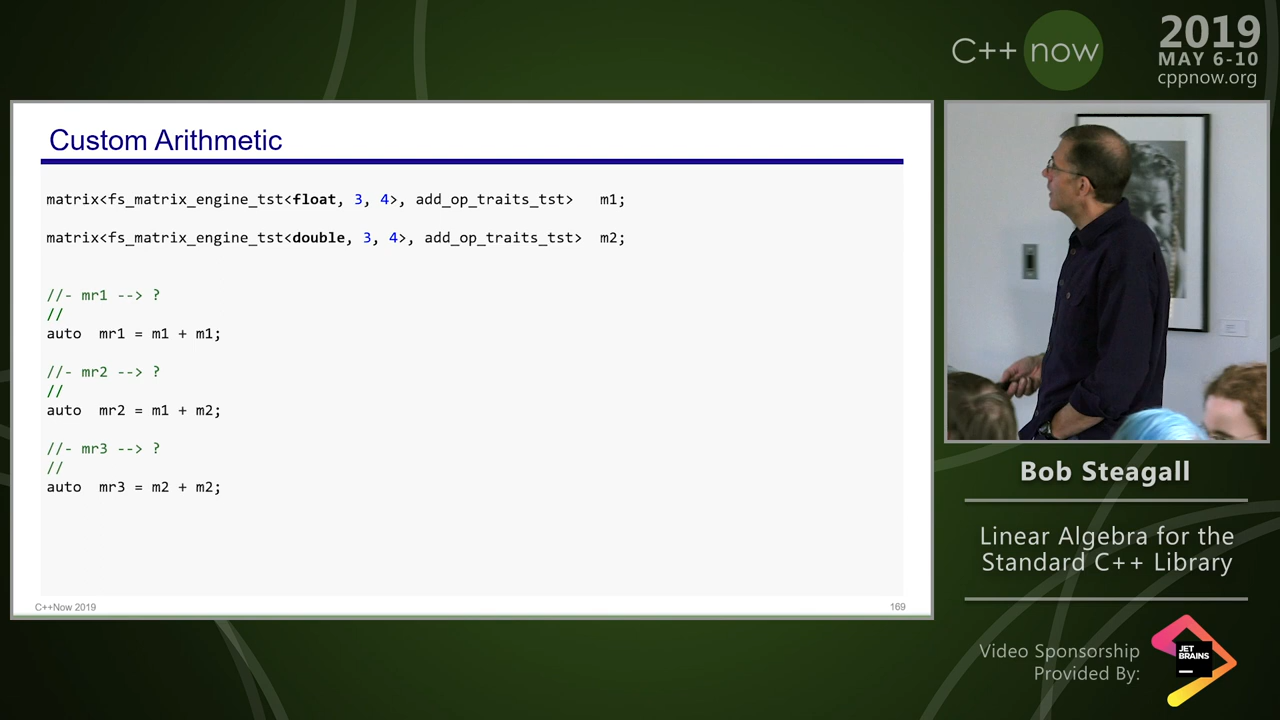 C++ now
2019
MAY 6-10
cppnow.org
Custom Arithmetic
matrix<fs_matrix_engine_tst<float, 3, 4>, add_op_traits_tst>   m1;
matrix<fs_matrix_engine_tst<double, 3, 4>, add_op_traits_tst>  m2;
//- mr1 --> ?
//
auto  mr1 = m1 + m1;
//- mr2 --> ?
//
auto  mr2 = m1 + m2;
//- mr3 --> ?
//
auto  mr3 = m2 + m2;
C++Now 2019
169
Bob Steagall
Linear Algebra for the
Standard C++ Library
Video Sponsorship
Provided By:
JET
BRAINS